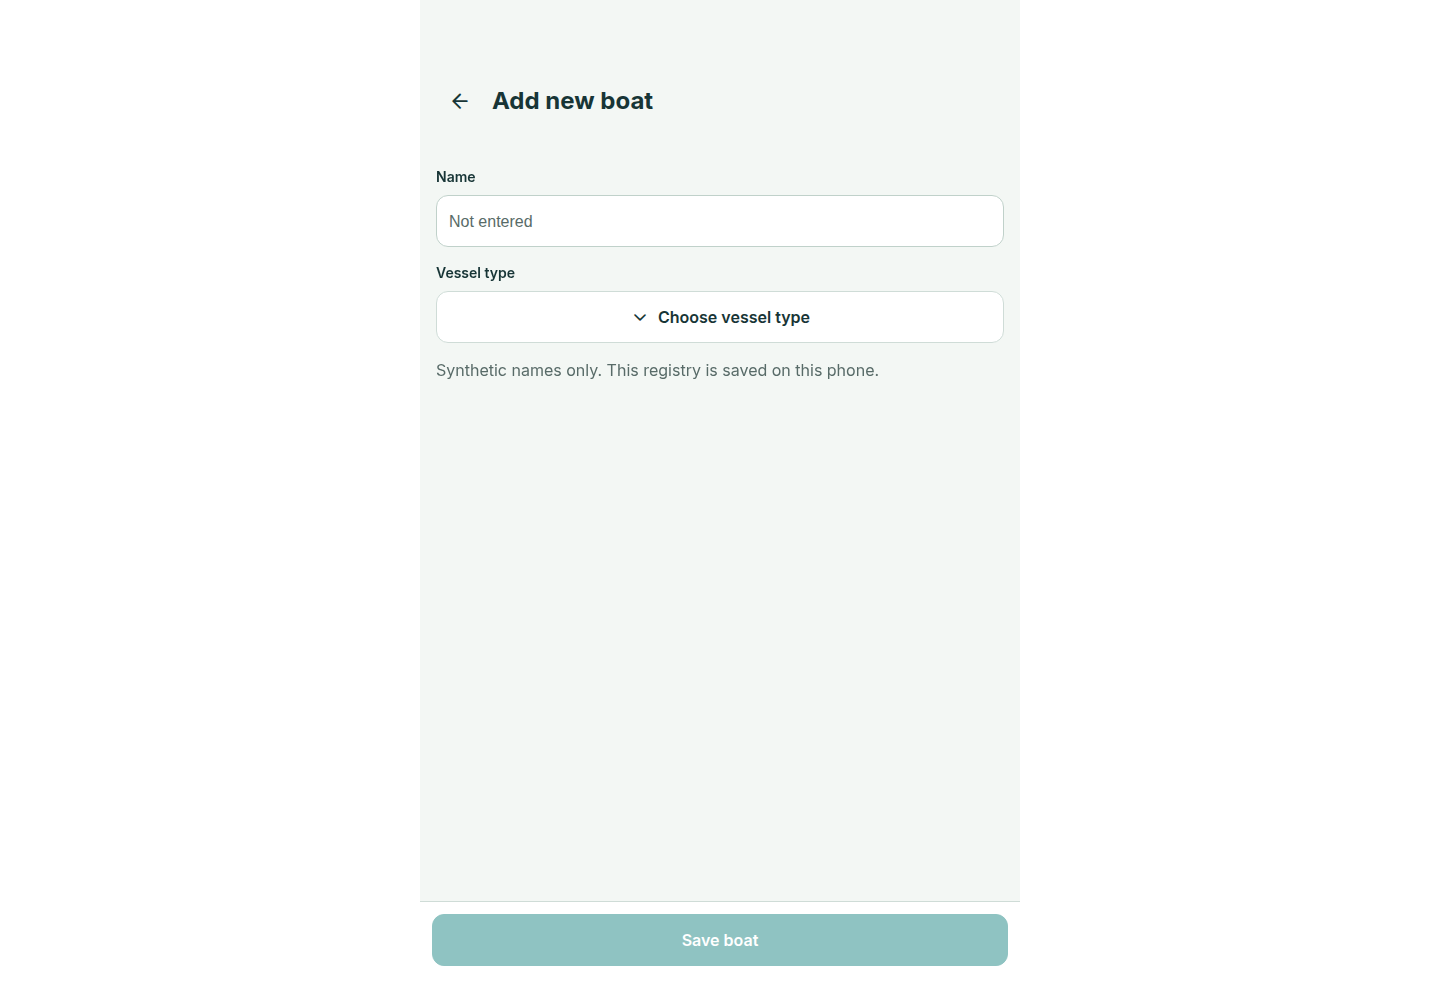 Add new boat
Name
Not entered
Vessel type
Choose vessel type
Synthetic names only. This registry is saved on this phone.
Save boat